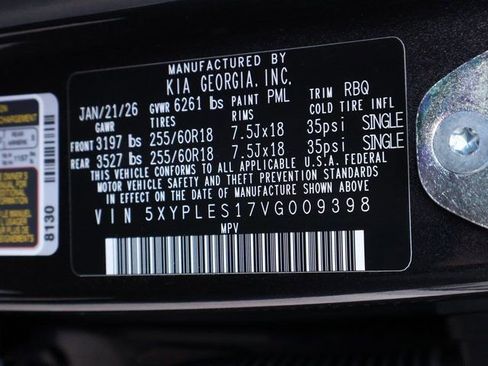 MANUFACTURED BY
KIA GEORGIA, INC.
JAN/21/26 GVWR 6261 lbs PAINT PML TRIM RBQ
GAWR TIRES RIMS COLD TIRE INFL
FRONT 3197 lbs 255/60R18 7.5Jx18 35psi SINGLE
REAR 3527 lbs 255/60R18 7.5Jx18 35psi SINGLE
THIS VEHICLE CONFORMS TO ALL APPLICABLE U.S.A. FEDERAL
MOTOR VEHICLE SAFETY AND THEFT PREVENTION STANDARDS
IN EFFECT ON THE DATE OF MANUFACTURE SHOWN ABOVE
VIN 5XYPLES17VG009398
MPV
8130